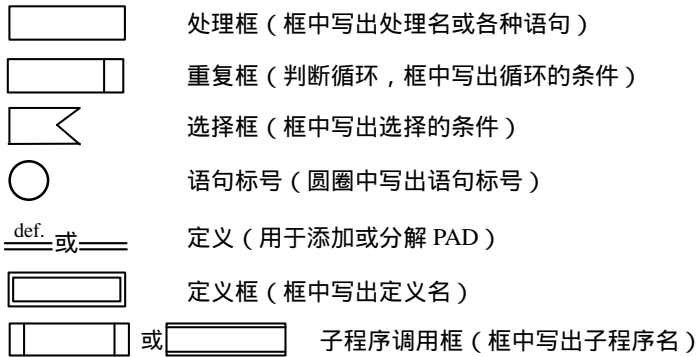 处理框（框中写出处理名或各种语句）
重复框（判断循环，框中写出循环的条件）
选择框（框中写出选择的条件）
语句标号（圆圈中写出语句标号）
def.或 定义（用于添加或分解 PAD）
定义框（框中写出定义名）
或 子程序调用框（框中写出子程序名）